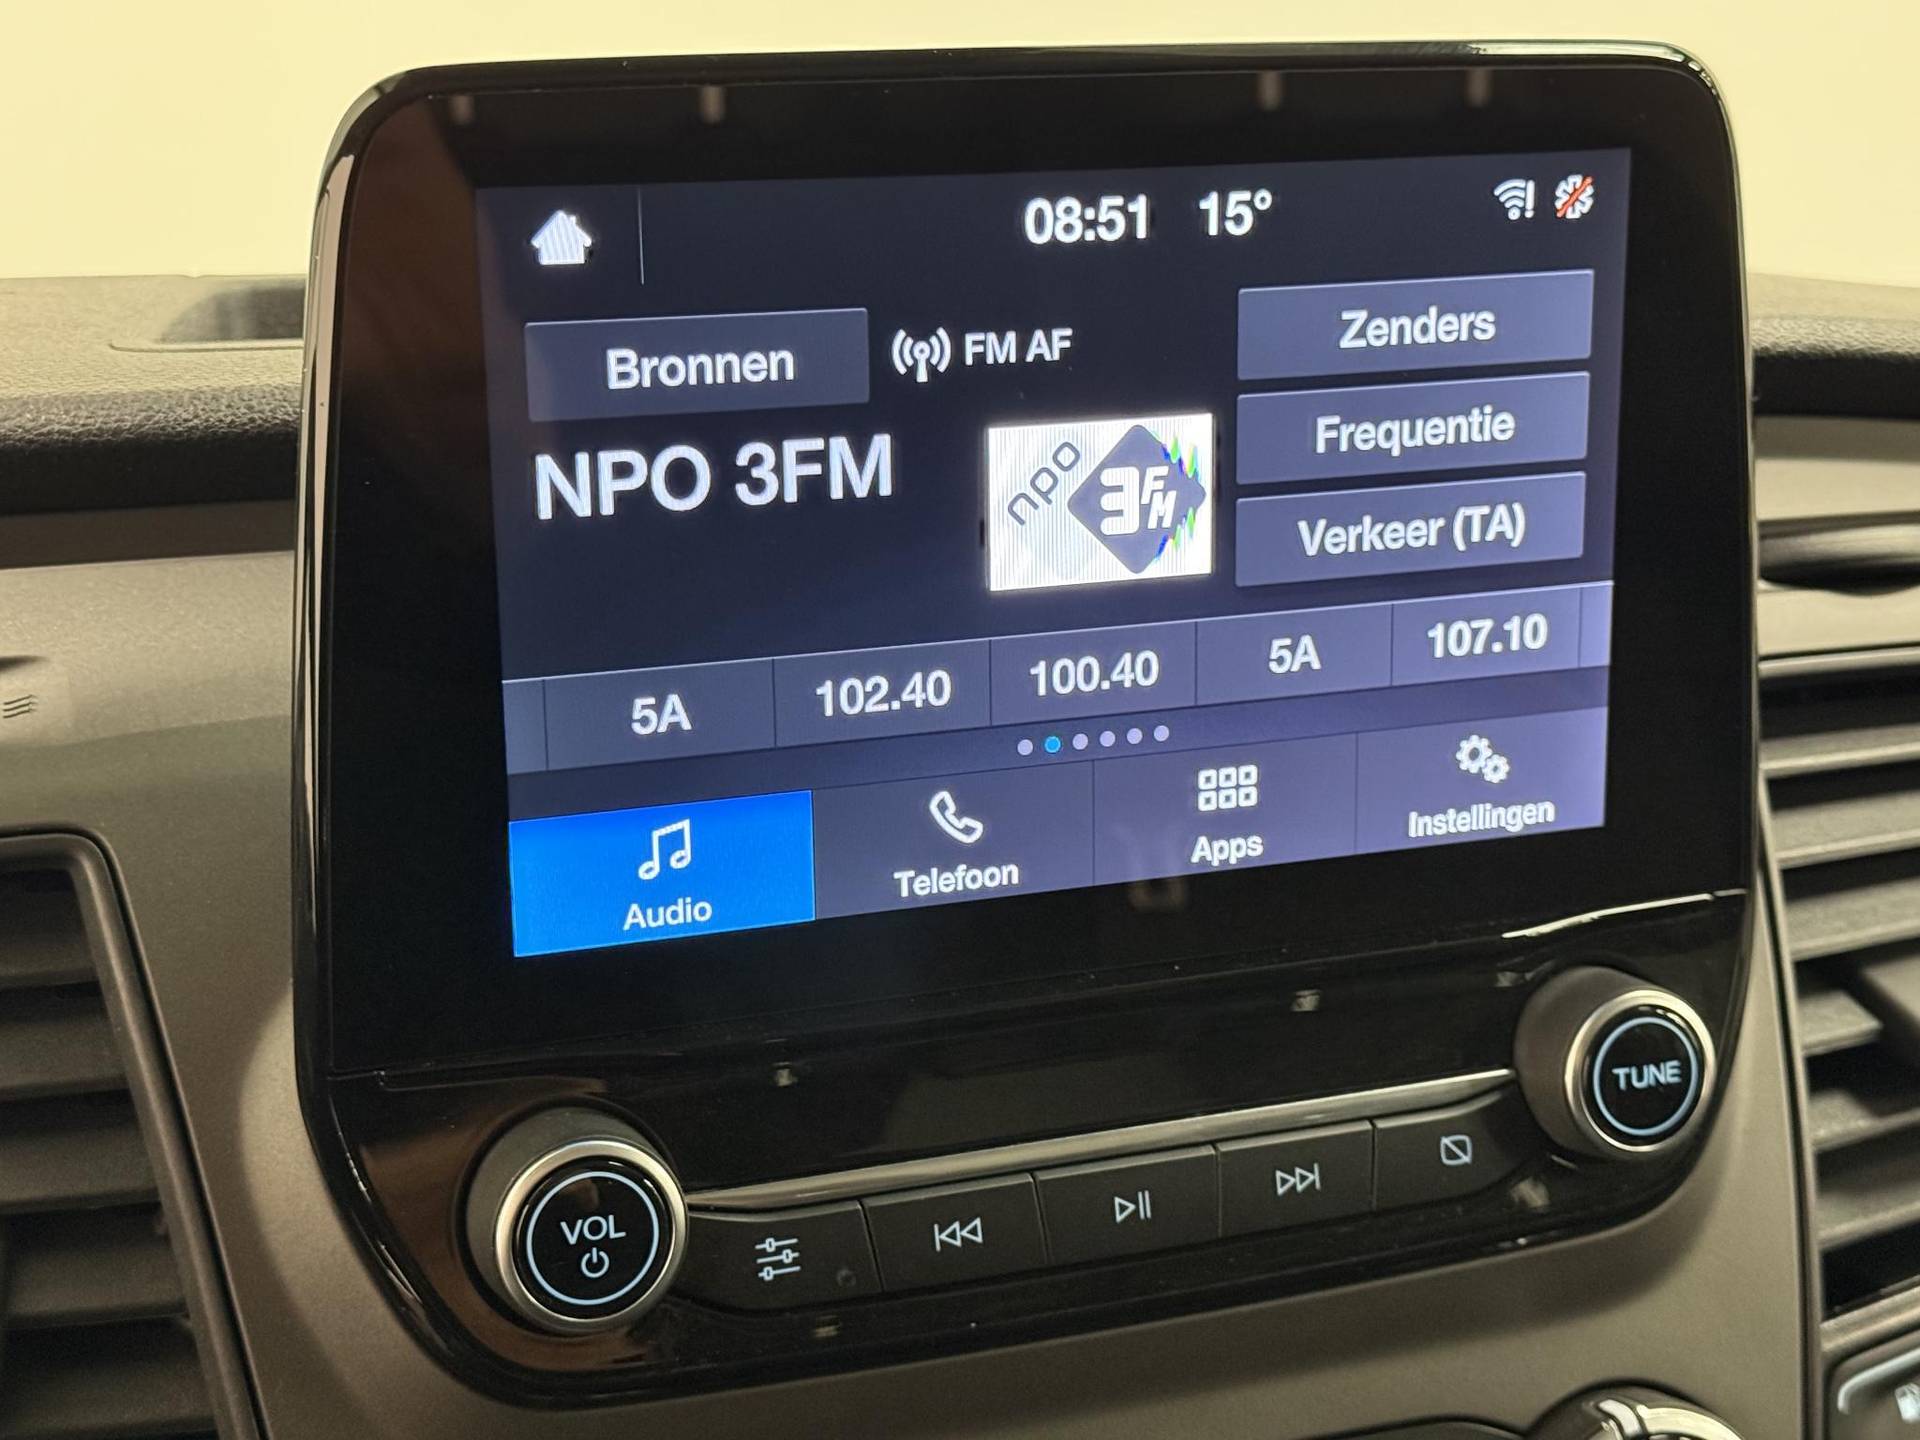 08:51 15°
Bronnen
FM AF
Zenders
NPO 3FM
npo
3FM
Frequentie
Verkeer (TA)
5A
102.40
100.40
5A
107.10
Audio
Telefoon
Apps
Instellingen
VOL
TUNE